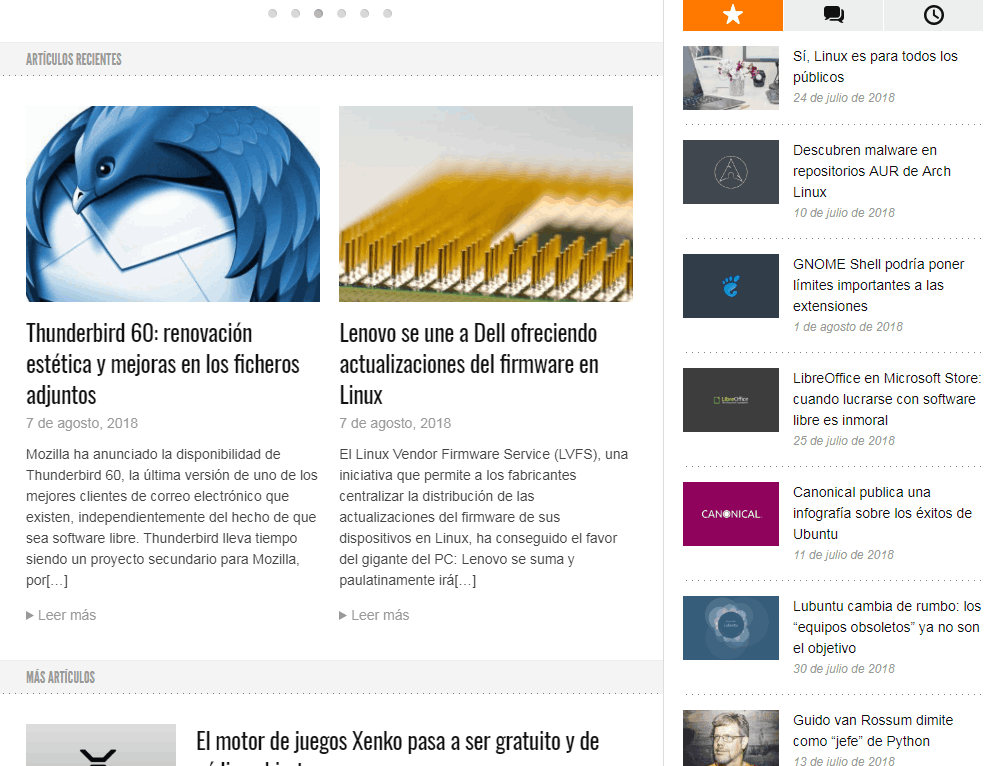 ARTÍCULOS RECIENTES
Thunderbird 60: renovación
estética y mejoras en los ficheros
adjuntos
7 de agosto, 2018
Mozilla ha anunciado la disponibilidad de
Thunderbird 60, la última versión de uno de los
mejores clientes de correo electrónico que
existen, independientemente del hecho de que
sea software libre. Thunderbird lleva tiempo
siendo un proyecto secundario para Mozilla,
por[…]
Leer más
Lenovo se une a Dell ofreciendo
actualizaciones del firmware en
Linux
7 de agosto, 2018
El Linux Vendor Firmware Service (LVFS), una
iniciativa que permite a los fabricantes
centralizar la distribución de las
actualizaciones del firmware de sus
dispositivos en Linux, ha conseguido el favor
del gigante del PC: Lenovo se suma y
paulatinamente irá[…]
Leer más
MÁS ARTÍCULOS
El motor de juegos Xenko pasa a ser gratuito y de
Sí, Linux es para todos los
públicos
24 de julio de 2018
Descubren malware en
repositorios AUR de Arch
Linux
10 de julio de 2018
GNOME Shell podría poner
límites importantes a las
extensiones
1 de agosto de 2018
LibreOffice
LibreOffice en Microsoft Store:
cuando lucrarse con software
libre es inmoral
25 de julio de 2018
CANONICAL
Canonical publica una
infografía sobre los éxitos de
Ubuntu
11 de julio de 2018
Lubuntu
Lubuntu cambia de rumbo: los
“equipos obsoletos” ya no son
el objetivo
30 de julio de 2018
Guido van Rossum dimite
como “jefe” de Python
13 de julio de 2018